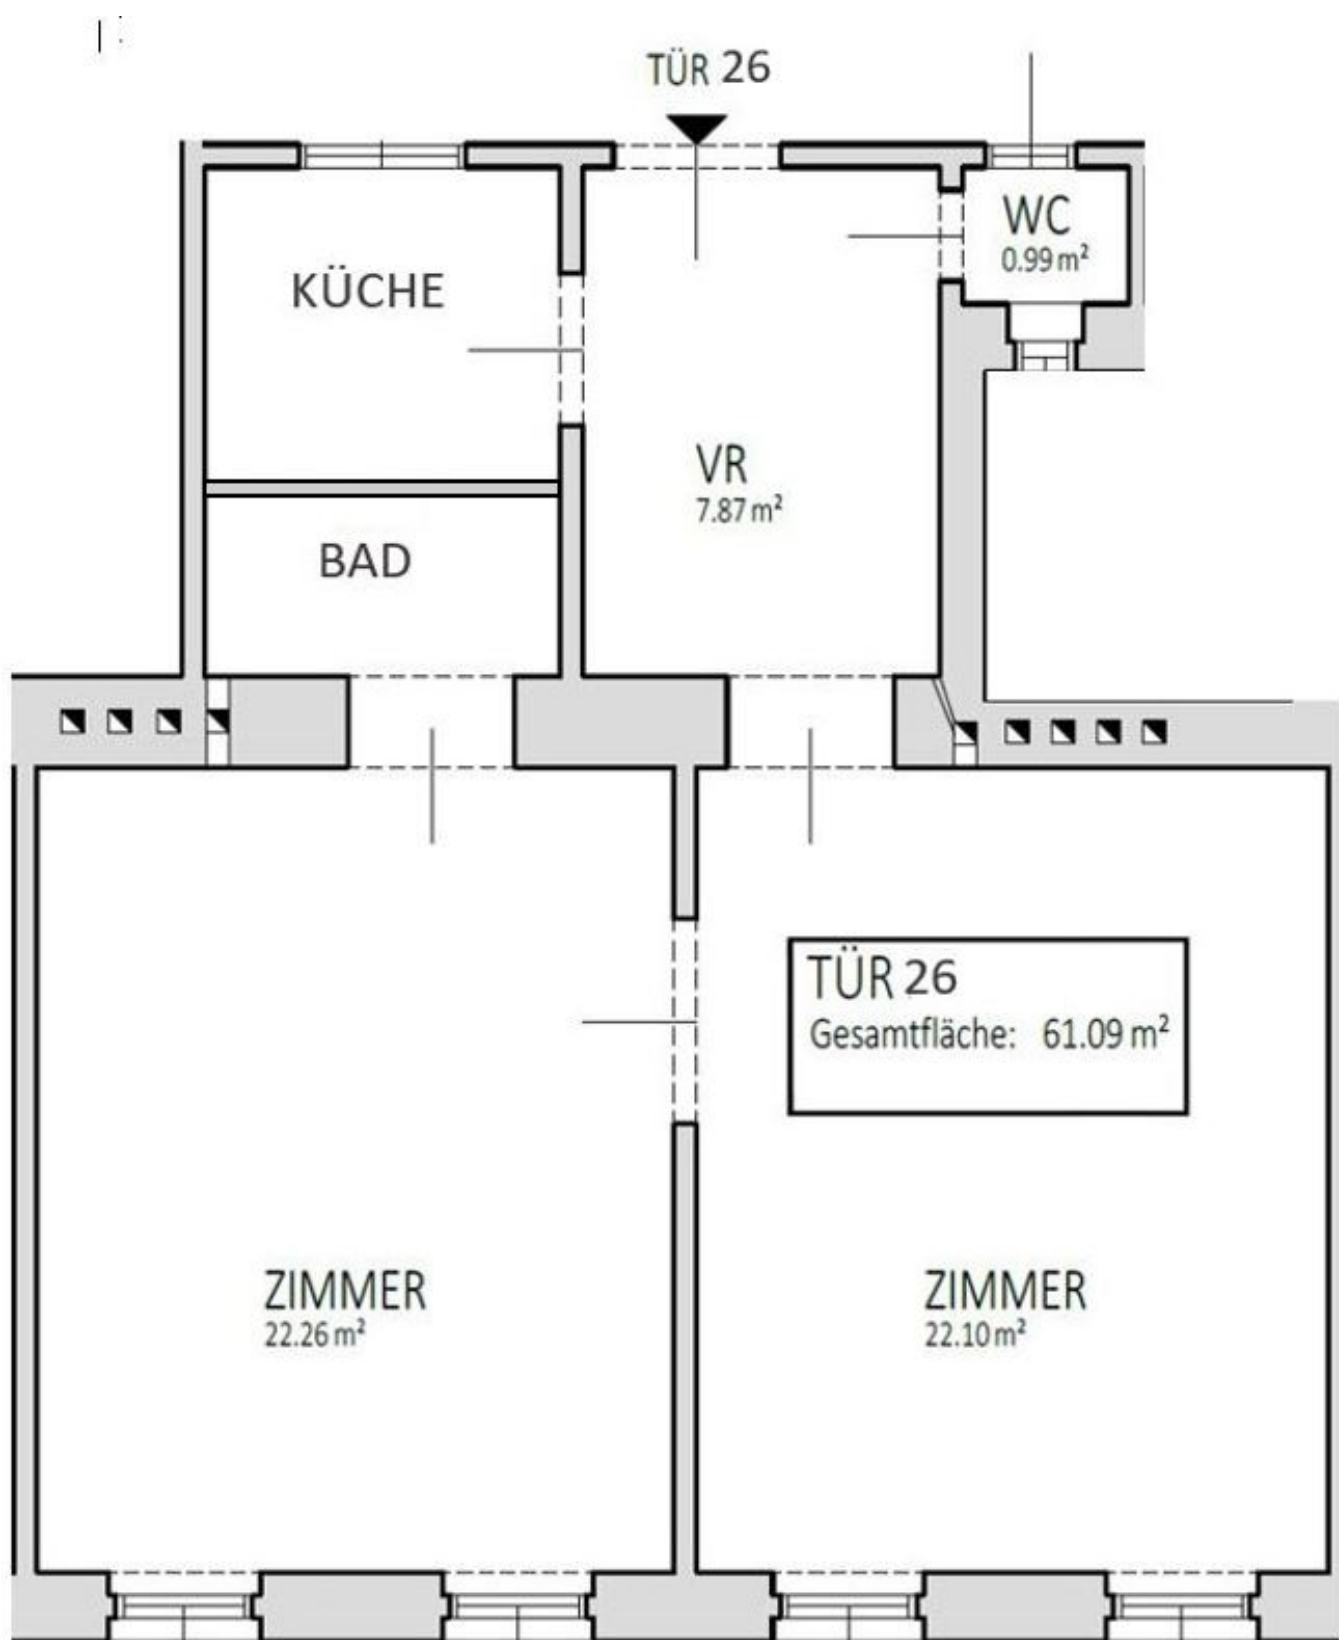 TÜR 26
WC
0.99 m²
KÜCHE
VR
7.87 m²
BAD
TÜR 26
Gesamtfläche: 61.09 m²
ZIMMER
22.26 m²
ZIMMER
22.10 m²